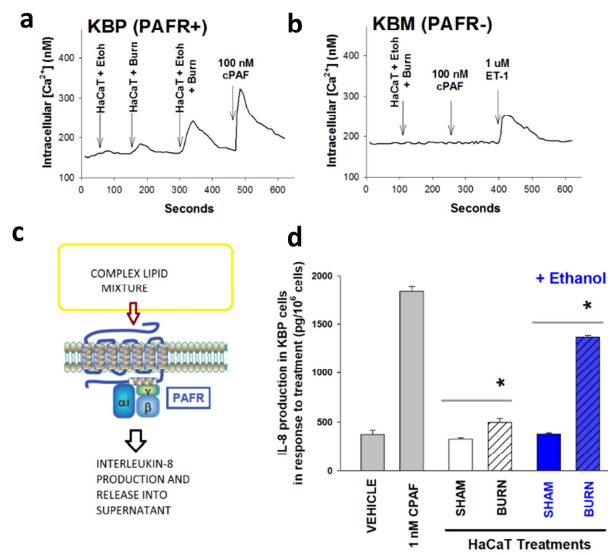 a
KBP (PAFR+)
Intracellular [Ca2+]
(nM)
400
300
200
100
HaCaT + Etoh
HaCaT + Burn
HaCaT + Etoh
+ Burn
100 nM
cPAF
0 100 200 300 400 500 600
Seconds
b
KBM (PAFR-)
Intracellular [Ca2+]
(nM)
400
300
200
100
HaCaT + Etoh
+ Burn
100 nM
cPAF
1 uM
ET-1
0 100 200 300 400 500 600
Seconds
c
COMPLEX LIPID
MIXTURE
αi
γ
β
PAFR
INTERLEUKIN-8
PRODUCTION AND
RELEASE INTO
SUPERNATANT
d
IL-8 production in KBP cells
in response to treatment (pg/10^6 cells)
2000
1500
1000
500
0
+ Ethanol
*
*
VEHICLE
1 nM CPAF
SHAM
BURN
SHAM
BURN
HaCaT Treatments